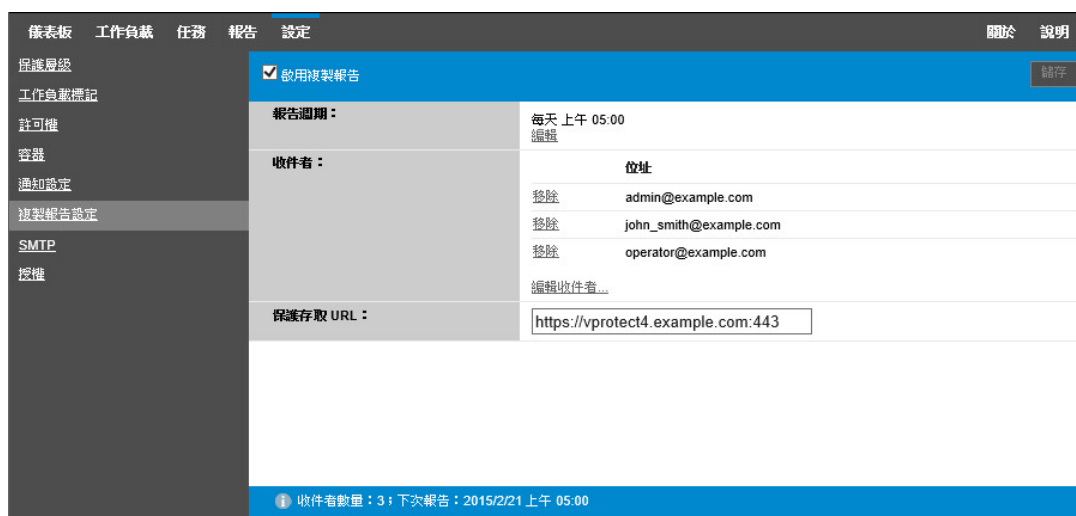 儀表板 工作負載 任務 報告 設定 關於 說明
保護層級
工作負載標記
許可權
容器
通知設定
複製報告設定
SMTP
授權
啟用複製報告 儲存
報告週期： 每天 上午 05:00
編輯
收件者： 位址
移除 admin@example.com
移除 john_smith@example.com
移除 operator@example.com
編輯收件者...
保護存取 URL： https://vprotect4.example.com:443
收件者數量：3；下次報告：2015/2/21 上午 05:00